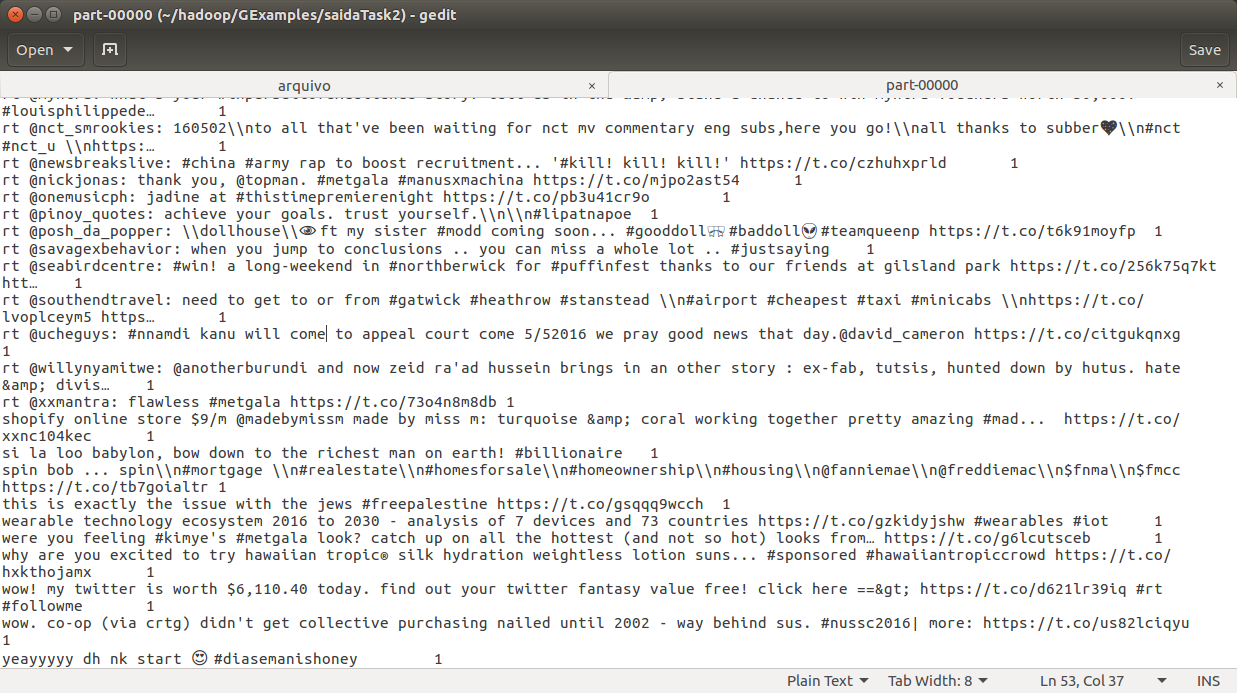 part-00000 (~/hadoop/GExamples/saidaTask2) - gedit
Open
Save
arquivo ×
part-00000 ×
#louisphilippede… 1
rt @nct_smrookies: 160502\\nto all that've been waiting for nct mv commentary eng subs,here you go!\\nall thanks to subber💖\\n#nct
#nct_u \\nhttps:… 1
rt @newsbreakslive: #china #army rap to boost recruitment... '#kill! kill! kill!' https://t.co/czhuhxprld 1
rt @nickjonas: thank you, @topman. #metgala #manusxmachina https://t.co/mjpo2ast54 1
rt @onemusicph: jadine at #thistimepremierenight https://t.co/pb3u41cr9o 1
rt @pinoy_quotes: achieve your goals. trust yourself.\\n\\n#lipatnapoe 1
rt @posh_da_popper: \\dollhouse\\👁ft my sister #modd coming soon... #gooddoll🎎#baddoll👽#teamqueenp https://t.co/t6k91moyfp 1
rt @savagexbehavior: when you jump to conclusions .. you can miss a whole lot .. #justsaying 1
rt @seabirdcentre: #win! a long-weekend in #northberwick for #puffinfest thanks to our friends at gilsland park https://t.co/256k75q7kt
htt… 1
rt @southendtravel: need to get to or from #gatwick #heathrow #stanstead \\n#airport #cheapest #taxi #minicabs \\nhttps://t.co/
lvoplceym5 https… 1
rt @ucheguys: #nnamdi kanu will come to appeal court come 5/52016 we pray good news that day.@david_cameron https://t.co/citgukqnxg
1
rt @willynyamitwe: @anotherburundi and now zeid ra'ad hussein brings in an other story : ex-fab, tutsis, hunted down by hutus. hate
&amp; divis… 1
rt @xxmantra: flawless #metgala https://t.co/73o4n8m8db 1
shopify online store $9/m @madebymissm made by miss m: turquoise &amp; coral working together pretty amazing #mad... https://t.co/
xxnc104kec 1
si la loo babylon, bow down to the richest man on earth! #billionaire 1
spin bob ... spin\\n#mortgage \\n#realestate\\n#homesforsale\\n#homeownership\\n#housing\\n@fanniemae\\n@freddiemac\\n$fnma\\n$fmcc
https://t.co/tb7goialtr 1
this is exactly the issue with the jews #freepalestine https://t.co/gsqqq9wcch 1
wearable technology ecosystem 2016 to 2030 - analysis of 7 devices and 73 countries https://t.co/gzkidyjshw #wearables #iot 1
were you feeling #kimye's #metgala look? catch up on all the hottest (and not so hot) looks from… https://t.co/g6lcutsceb 1
why are you excited to try hawaiian tropic® silk hydration weightless lotion suns... #sponsored #hawaiiantropiccrowd https://t.co/
hxkthojamx 1
wow! my twitter is worth $6,110.40 today. find out your twitter fantasy value free! click here ==&gt; https://t.co/d621lr39iq #rt
#followme 1
wow. co-op (via crtg) didn't get collective purchasing nailed until 2002 - way behind sus. #nussc2016| more: https://t.co/us82lciqyu
1
yeayyyyy dh nk start 😍 #diasemanishoney 1
Plain Text Tab Width: 8 Ln 53, Col 37 INS